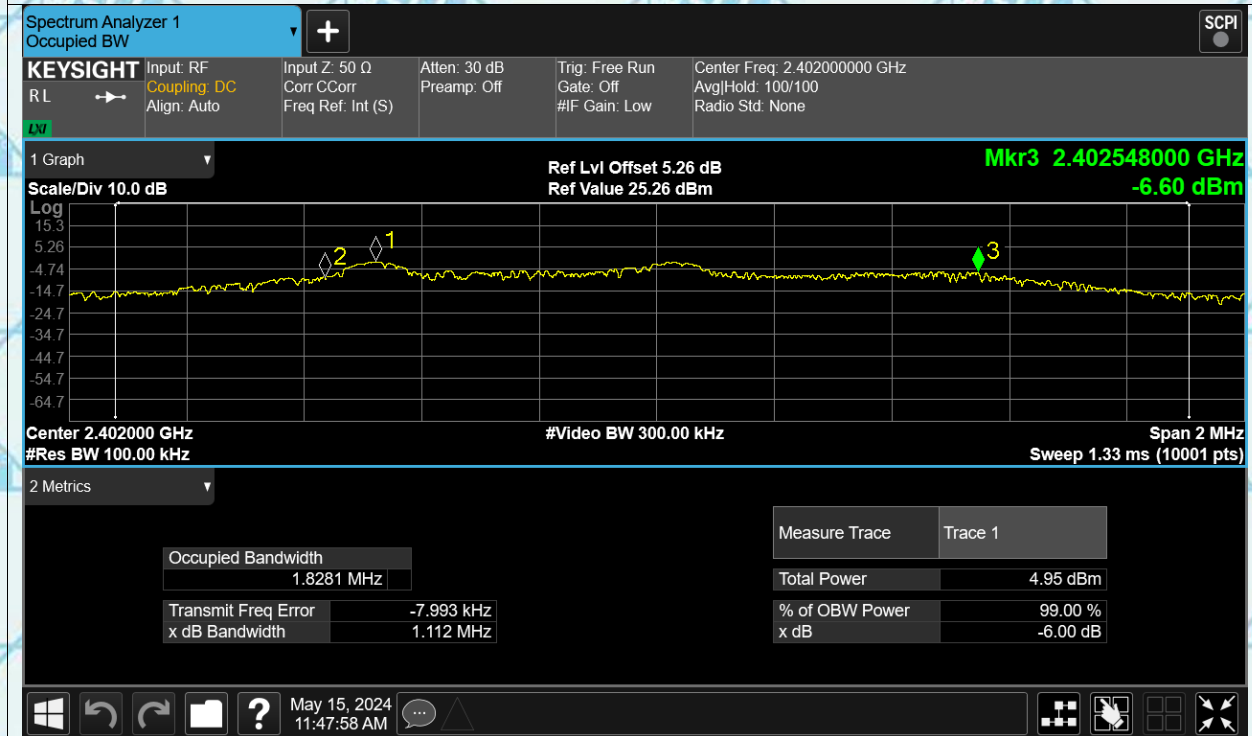 Spectrum Analyzer 1
Occupied BW
SCPI
KEYSIGHT
RL
LXI
Input: RF
Coupling: DC
Align: Auto
Input Z: 50 Ω
Corr CCorr
Freq Ref: Int (S)
Atten: 30 dB
Preamp: Off
Trig: Free Run
Gate: Off
#IF Gain: Low
Center Freq: 2.402000000 GHz
Avg|Hold: 100/100
Radio Std: None
1 Graph
Scale/Div 10.0 dB
Ref Lvl Offset 5.26 dB
Ref Value 25.26 dBm
Mkr3 2.402548000 GHz
-6.60 dBm
Log
15.3
5.26
-4.74
-14.7
-24.7
-34.7
-44.7
-54.7
-64.7
2
1
3
Center 2.402000 GHz
#Res BW 100.00 kHz
#Video BW 300.00 kHz
Span 2 MHz
Sweep 1.33 ms (10001 pts)
2 Metrics
Occupied Bandwidth
1.8281 MHz
Transmit Freq Error -7.993 kHz
x dB Bandwidth 1.112 MHz
Measure Trace Trace 1
Total Power 4.95 dBm
% of OBW Power 99.00 %
x dB -6.00 dB
May 15, 2024
11:47:58 AM